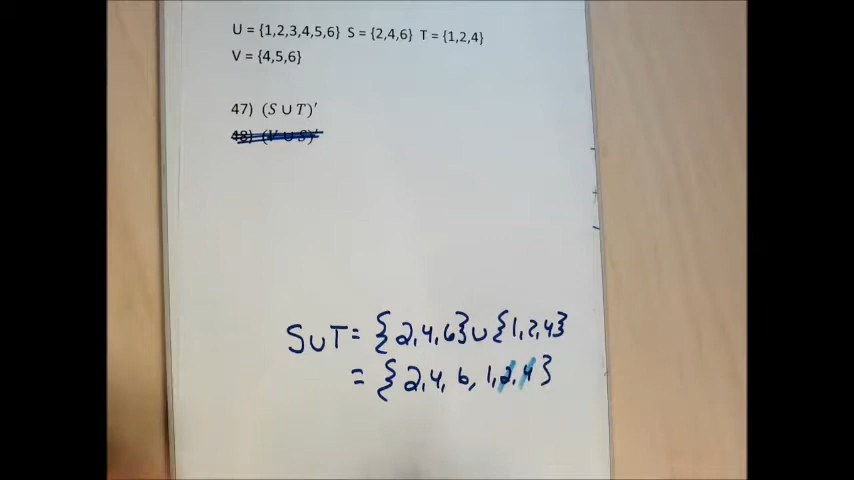 U = {1,2,3,4,5,6} S = {2,4,6} T = {1,2,4}
V = {4,5,6}
47) (S ∪ T)′
48) (V ∪ S)′
S∪T = {2,4,6} ∪ {1,2,4}
= {2,4,6,1,2,4}